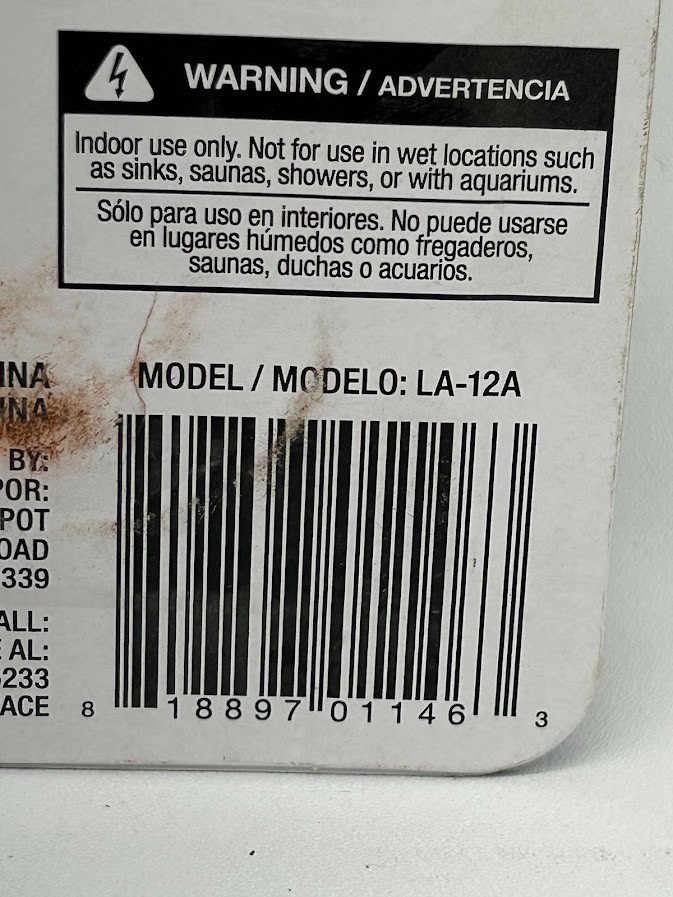 WARNING / ADVERTENCIA
Indoor use only. Not for use in wet locations such
as sinks, saunas, showers, or with aquariums.
Sólo para uso en interiores. No puede usarse
en lugares húmedos como fregaderos,
saunas, duchas o acuarios.
INA
INA
BY:
POR:
POT
OAD
339
ALL:
E AL:
5233
ACE
MODEL / MODELO: LA-12A
8 18897 01146 3